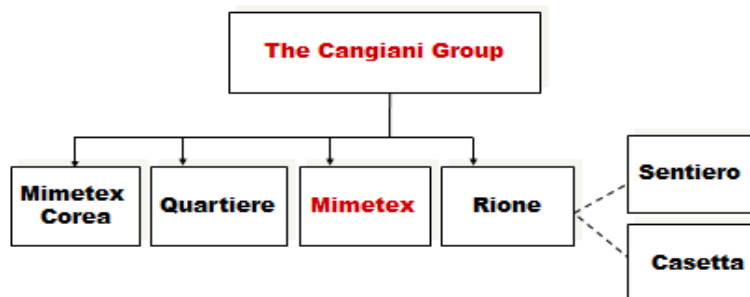 The Cangiani Group
Mimetex
Corea
Quartiere
Mimetex
Rione
Sentiero
Casetta